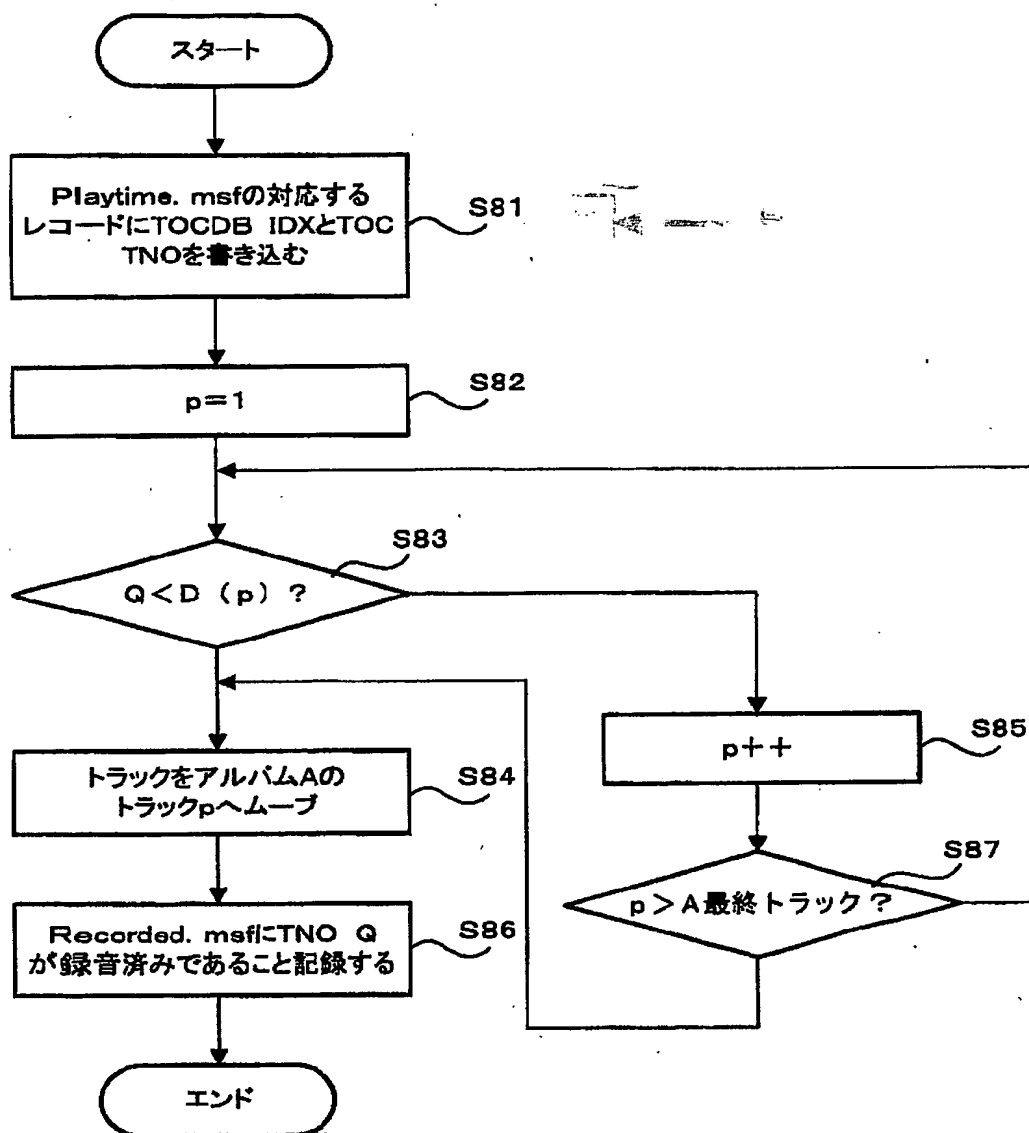 スタート
Playtime. msfの対応する
レコードにTOCDB IDXとTOC
TNOを書き込む
S81
p=1
S82
Q<D (p) ?
S83
トラックをアルバムAの
トラックpへムーブ
S84
p++
S85
p>A最終トラック?
S87
Recorded. msfにTNO Q
が録音済みであること記録する
S86
エンド